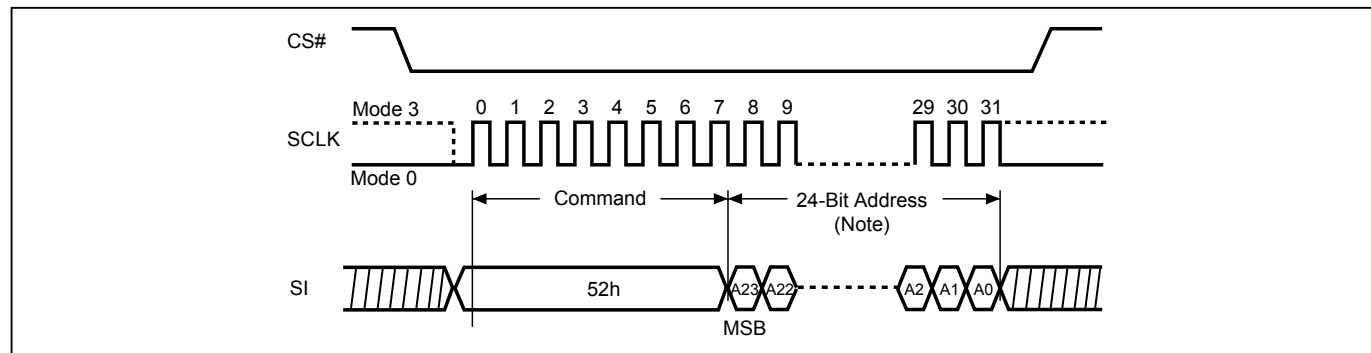 CS#
Mode 3
0 1 2 3 4 5 6 7 8 9 29 30 31
SCLK
Mode 0
Command
24-Bit Address
(Note)
SI
52h
A23 A22 A2 A1 A0
MSB